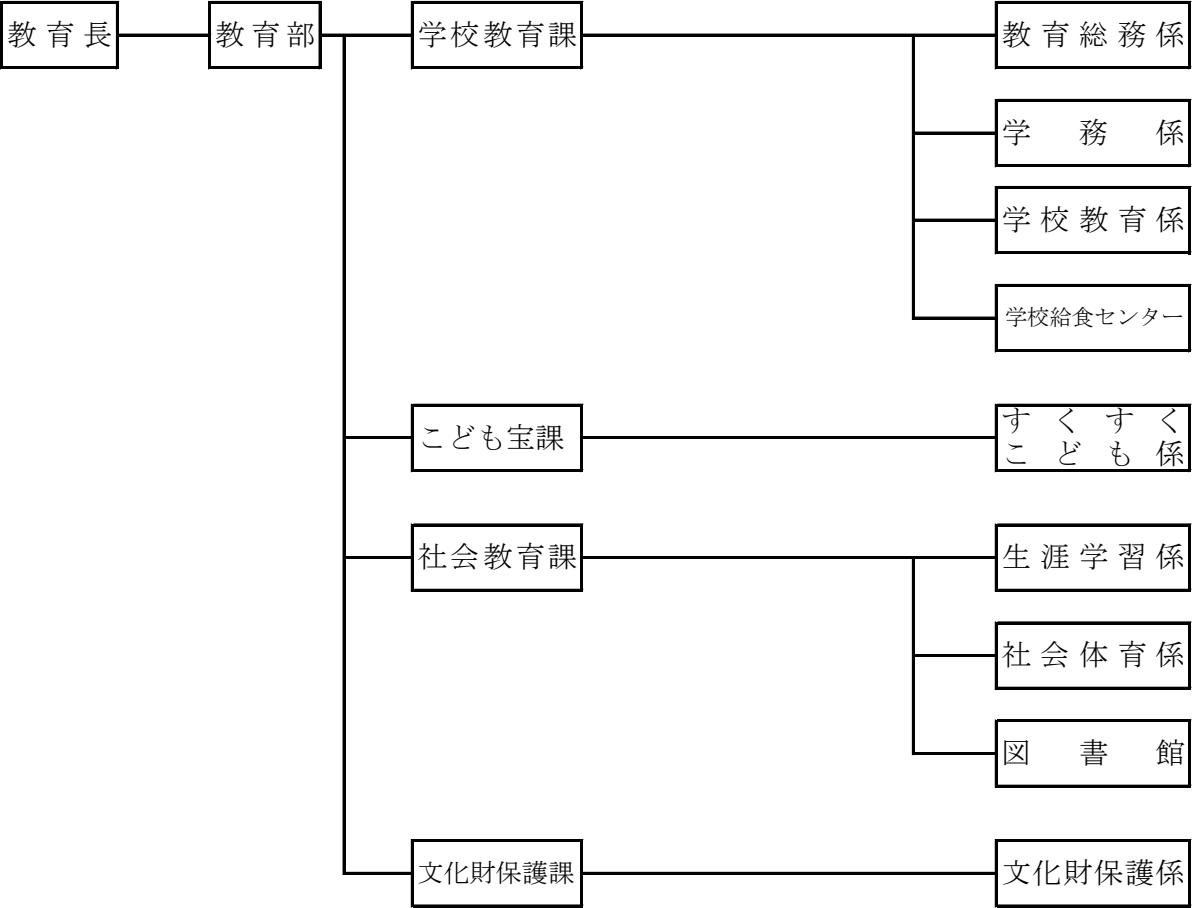 教育長
教育部
学校教育課
教育総務係
学務係
学校教育係
学校給食センター
こども宝課
すくすく
こども係
社会教育課
生涯学習係
社会体育係
図書館
文化財保護課
文化財保護係